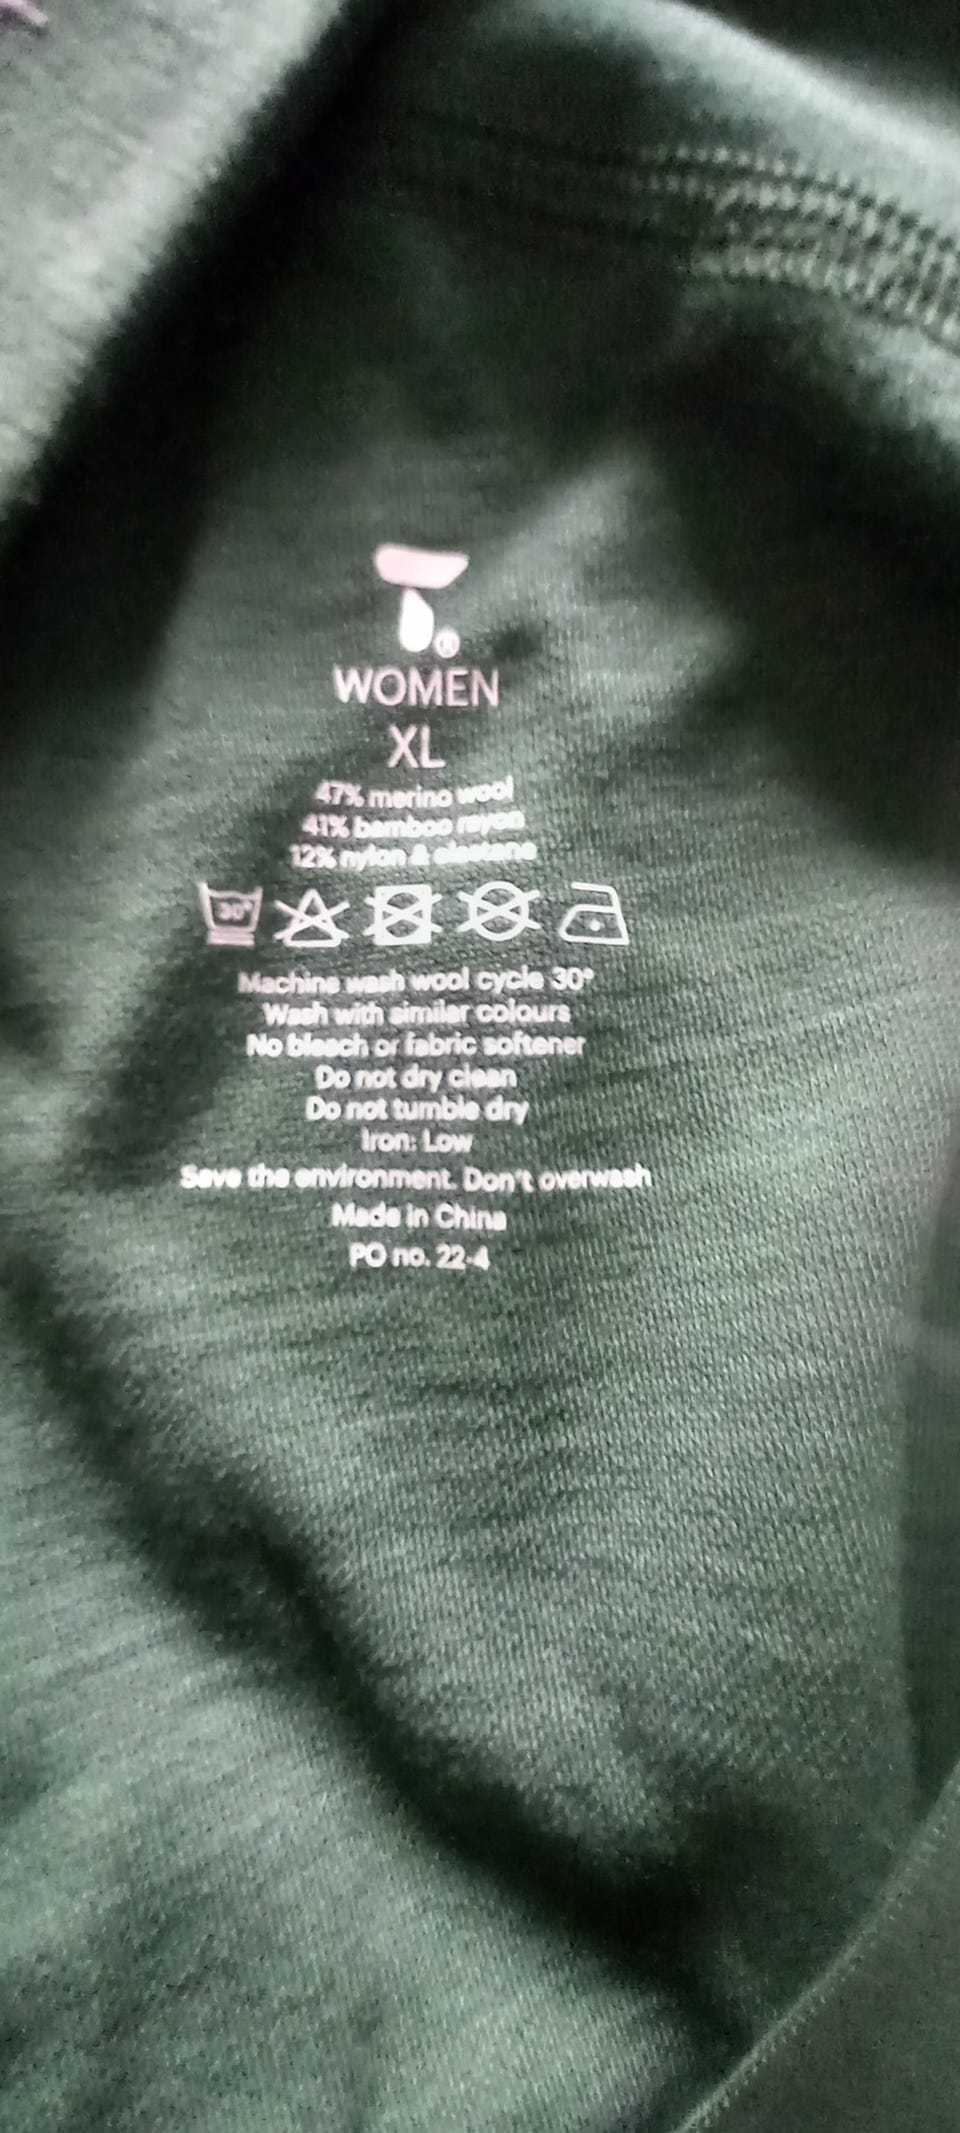 ®
WOMEN
XL
47% merino wool
41% bamboo rayon
12% nylon & elastane
30°
Machine wash wool cycle 30°
Wash with similar colours
No bleach or fabric softener
Do not dry clean
Do not tumble dry
Iron: Low
Save the environment. Don't overwash
Made in China
PO no. 22-4